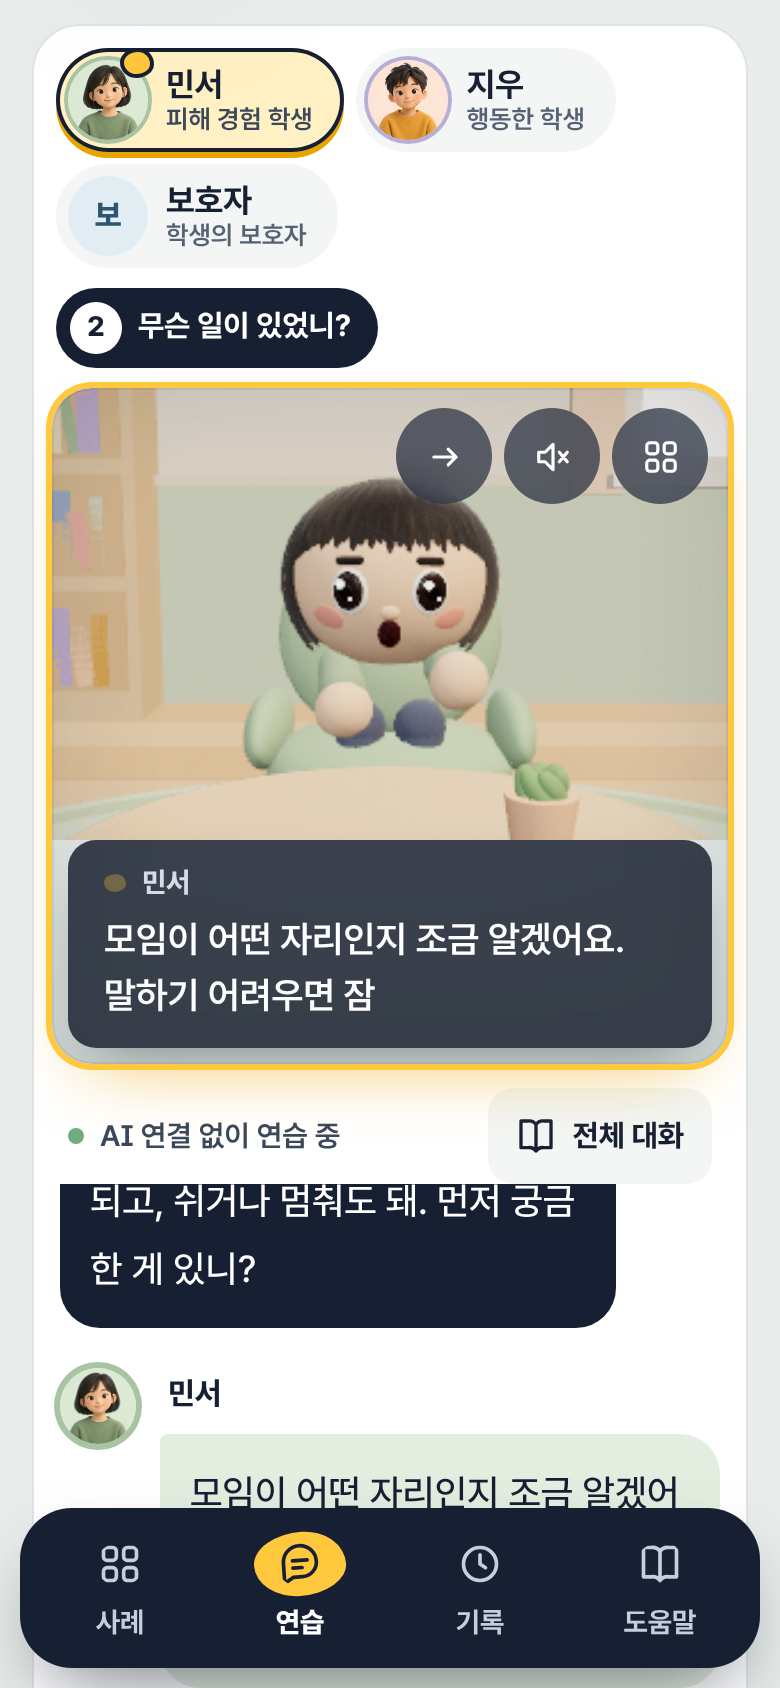 민서
피해 경험 학생
지우
행동한 학생
보
보호자
학생의 보호자
2 무슨 일이 있었니?
민서
모임이 어떤 자리인지 조금 알겠어요.
말하기 어려우면 잠
AI 연결 없이 연습 중
전체 대화
되고, 쉬거나 멈춰도 돼. 먼저 궁금
한 게 있니?
민서
모임이 어떤 자리인지 조금 알겠어
사례
연습
기록
도움말